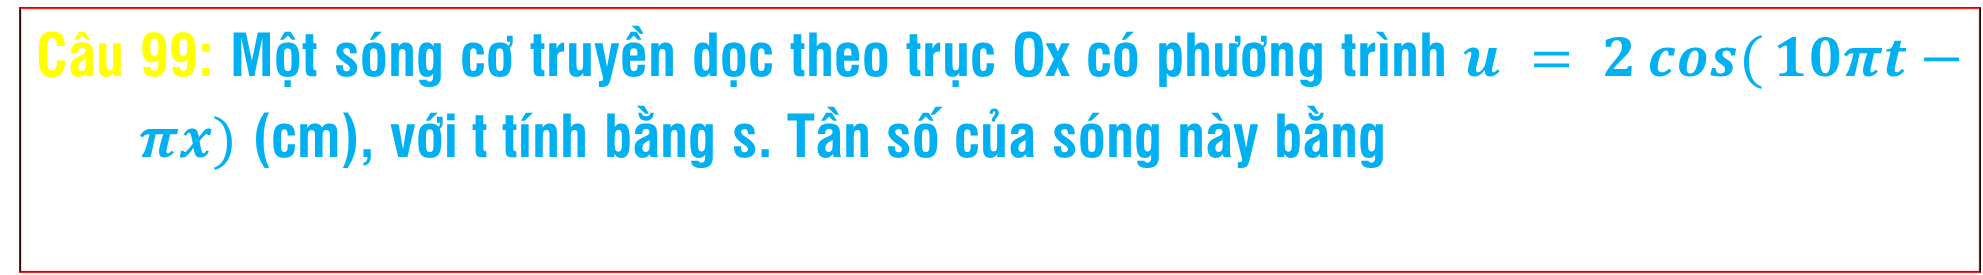 Câu 99: Một sóng cơ truyền dọc theo trục Ox có phương trình u = 2 cos( 10πt −
πx) (cm), với t tính bằng s. Tần số của sóng này bằng